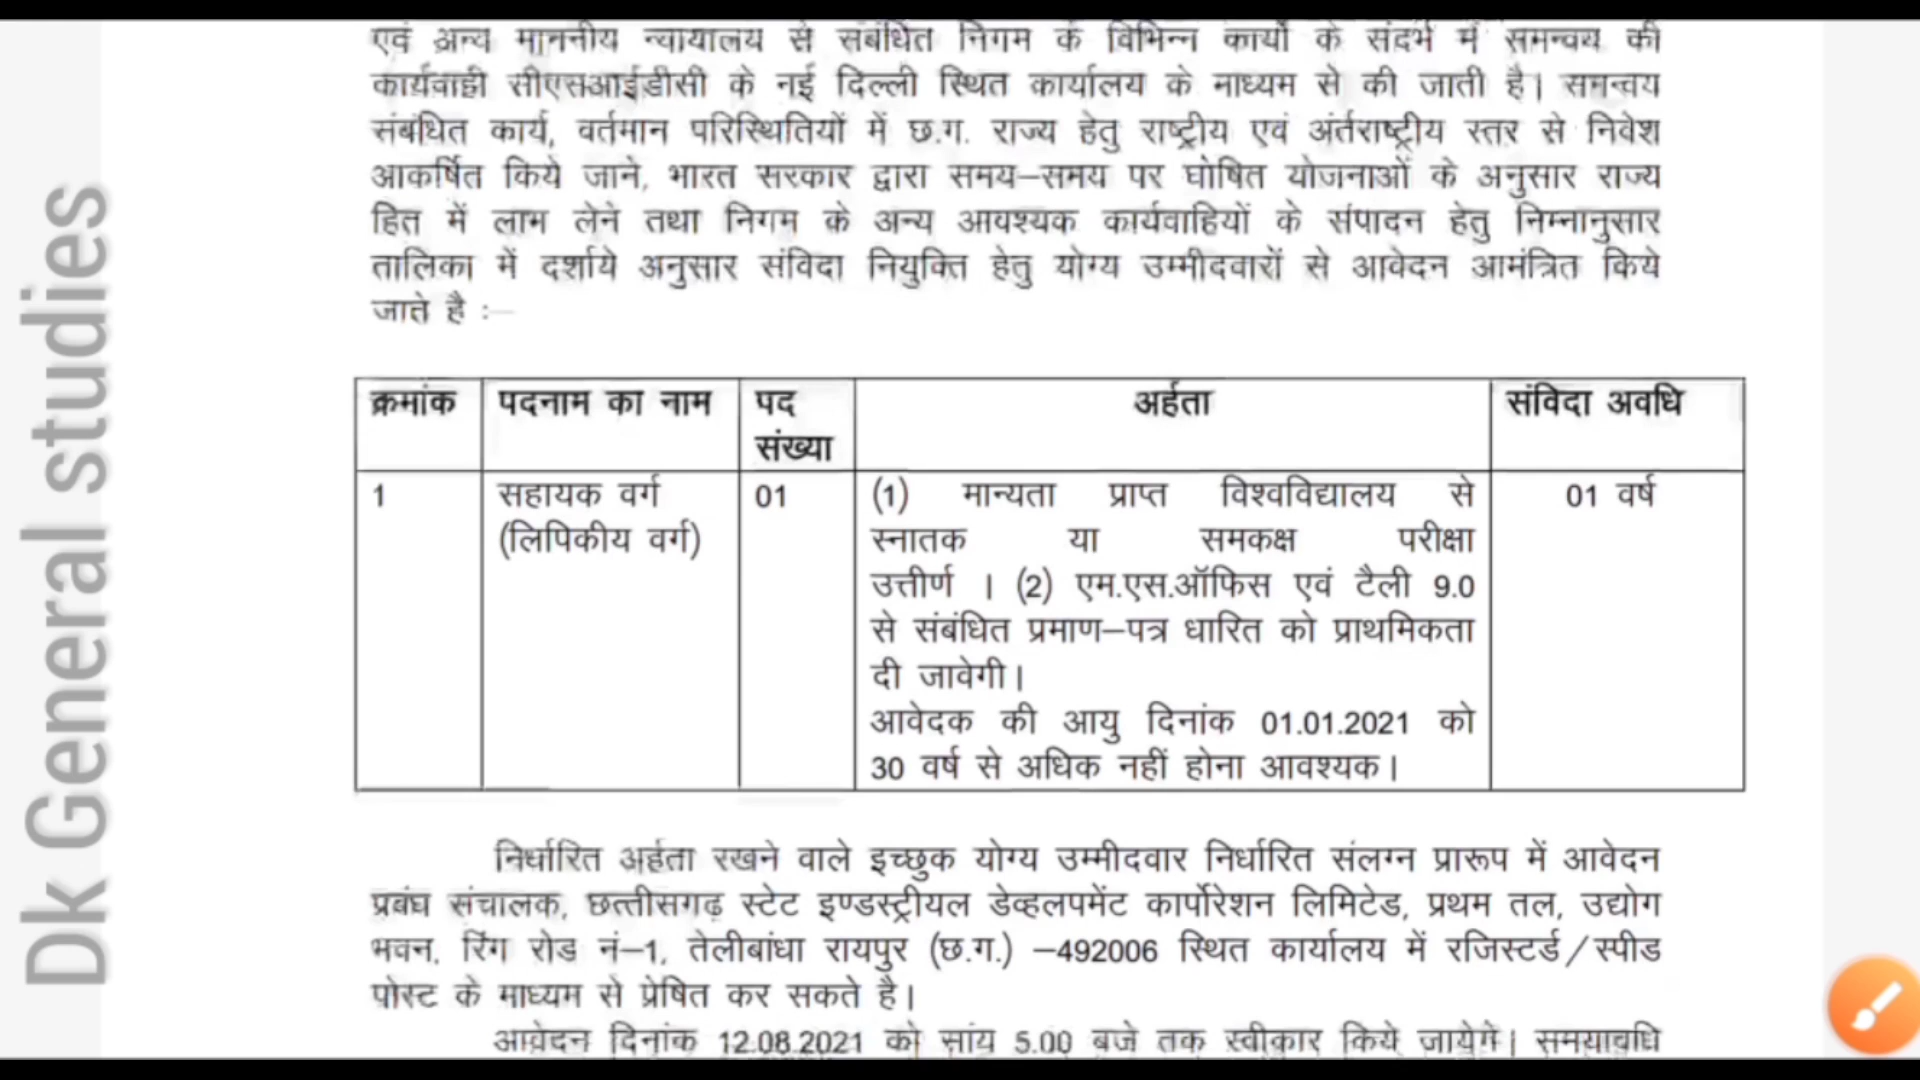 एवं अन्य माननीय न्यायालय से संबंधित निगम के विभिन्न कार्यो के संदर्भ में समन्वय की
कार्यवाही सीएसआईडीसी के नई दिल्ली स्थित कार्यालय के माध्यम से की जाती है। समन्वय
संबंधित कार्य, वर्तमान परिस्थितियों में छ.ग. राज्य हेतु राष्ट्रीय एवं अंर्तराष्ट्रीय स्तर से निवेश
आकर्षित किये जाने, भारत सरकार द्वारा समय–समय पर घोषित योजनाओं के अनुसार राज्य
हित में लाभ लेने तथा निगम के अन्य आवश्यक कार्यवाहियों के संपादन हेतु निम्नानुसार
तालिका में दर्शाये अनुसार संविदा नियुक्ति हेतु योग्य उम्मीदवारों से आवेदन आमंत्रित किये
जाते है :–
क्रमांक पदनाम का नाम पद संख्या अर्हता संविदा अवधि
1 सहायक वर्ग 01 (1) मान्यता प्राप्त विश्वविद्यालय से 01 वर्ष
(लिपिकीय वर्ग) स्नातक या समकक्ष परीक्षा
उत्तीर्ण । (2) एम.एस.ऑफिस एवं टैली 9.0
से संबंधित प्रमाण–पत्र धारित को प्राथमिकता
दी जावेगी।
आवेदक की आयु दिनांक 01.01.2021 को
30 वर्ष से अधिक नहीं होना आवश्यक।
निर्धारित अर्हता रखने वाले इच्छुक योग्य उम्मीदवार निर्धारित संलग्न प्रारूप में आवेदन
प्रबंध संचालक, छत्तीसगढ़ स्टेट इण्डस्ट्रीयल डेव्हलपमेंट कार्पोरेशन लिमिटेड, प्रथम तल, उद्योग
भवन, रिंग रोड नं–1, तेलीबांधा रायपुर (छ.ग.) –492006 स्थित कार्यालय में रजिस्टर्ड/स्पीड
पोस्ट के माध्यम से प्रेषित कर सकते है।
आवेदन दिनांक 12.08.2021 को सांय 5.00 बजे तक स्वीकार किये जायेगे। समयावधि
Dk General studies